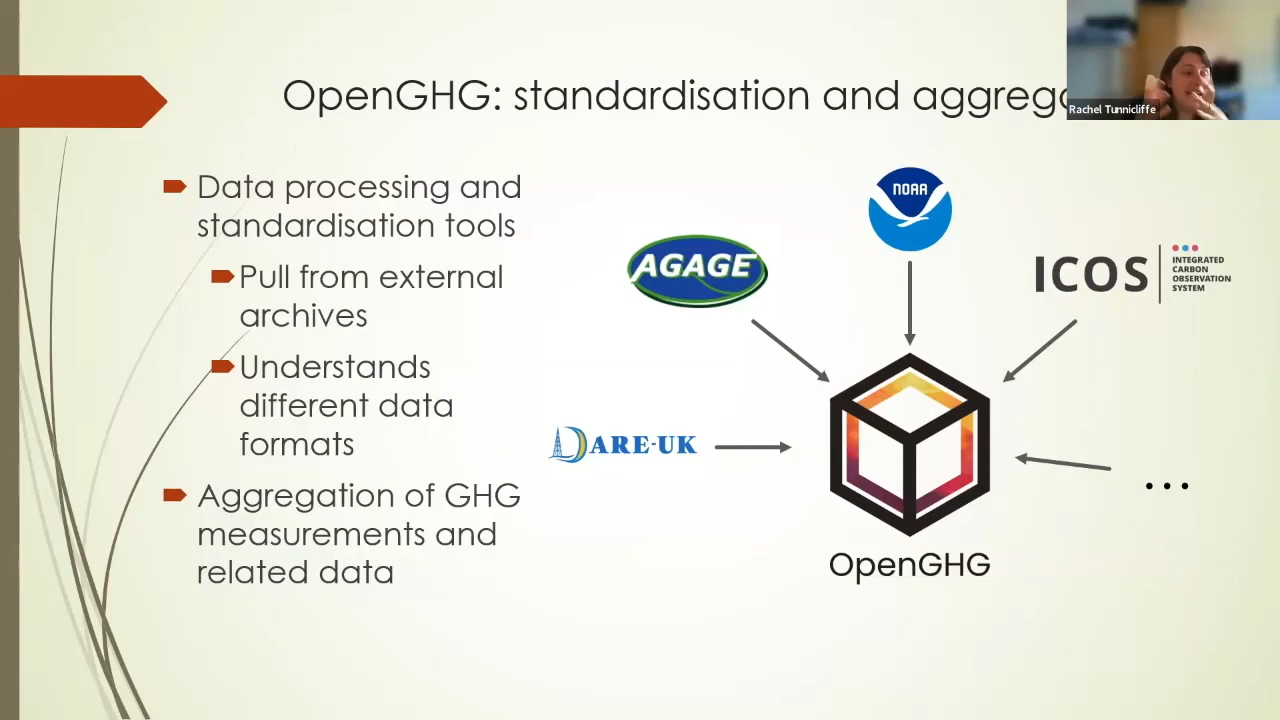 OpenGHG: standardisation and aggreg
Rachel Tunnicliffe
Data processing and
standardisation tools
Pull from external
archives
Understands
different data
formats
Aggregation of GHG
measurements and
related data
NOAA
AGAGE
ICOS
INTEGRATED
CARBON
OBSERVATION
SYSTEM
DARE-UK
...
OpenGHG